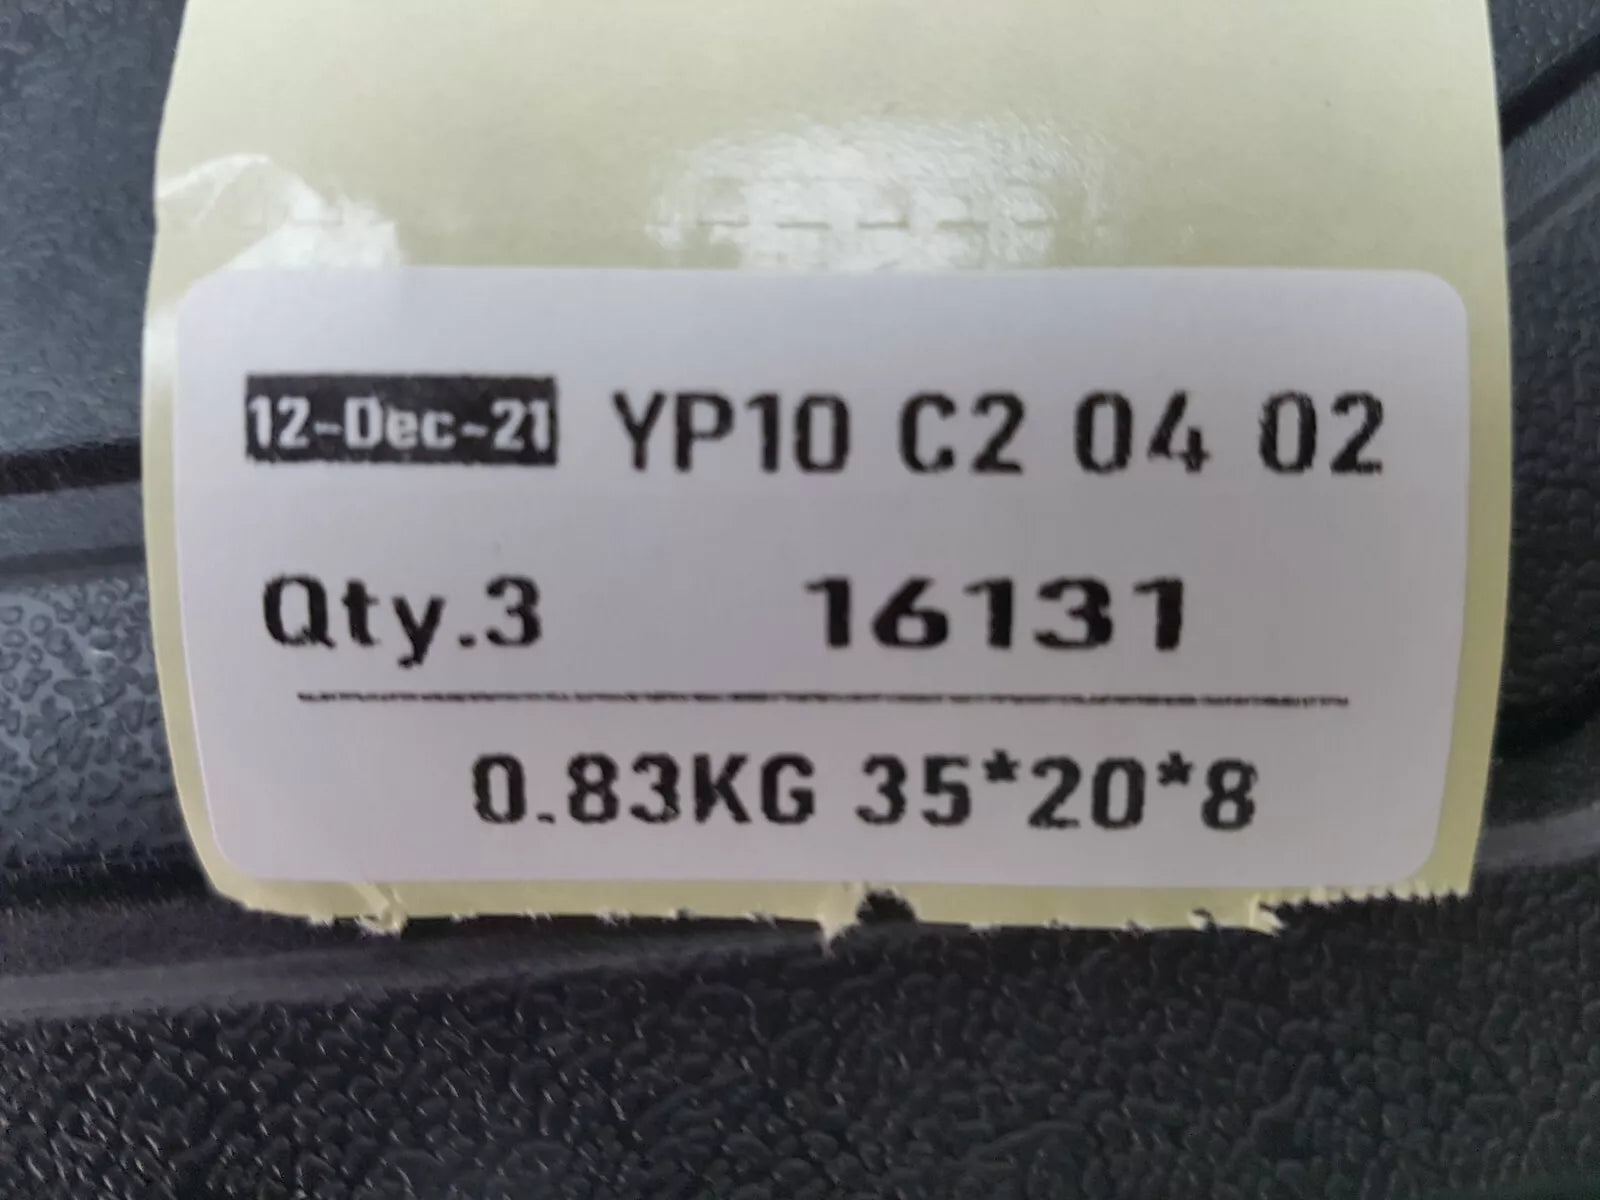 12-Dec-21 YP10 C2 04 02
Qty.3 16131
0.83KG 35*20*8